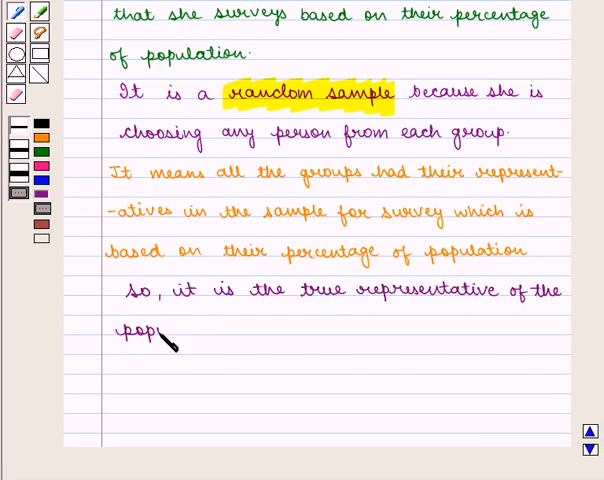 that she surveys based on their percentage
of population.
It is a random sample because she is
choosing any person from each group.
It means all the groups had their represent-
-atives in the sample for survey which is
based on their percentage of population
So, it is the true representative of the
pop